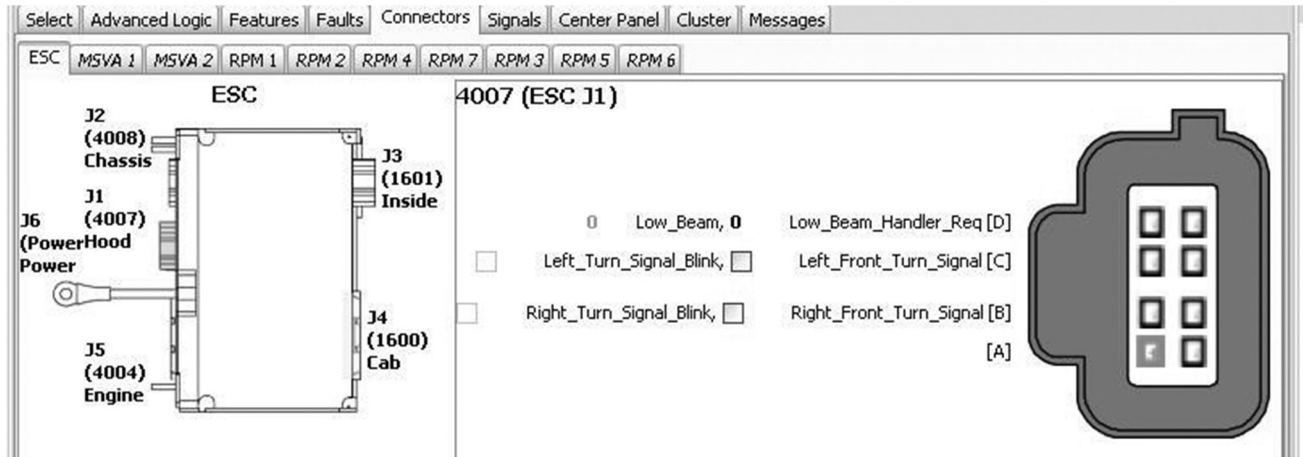 Select Advanced Logic Features Faults Connectors Signals Center Panel Cluster Messages
ESC MSVA 1 MSVA 2 RPM 1 RPM 2 RPM 4 RPM 7 RPM 3 RPM 5 RPM 6
ESC
J2
(4008)
Chassis
J1
(4007)
Hood
J6
(Power
Power
J5
(4004)
Engine
J3
(1601)
Inside
J4
(1600)
Cab
4007 (ESC J1)
0 Low_Beam, 0 Low_Beam_Handler_Req [D]
Left_Turn_Signal_Blink, Left_Front_Turn_Signal [C]
Right_Turn_Signal_Blink, Right_Front_Turn_Signal [B]
[A]